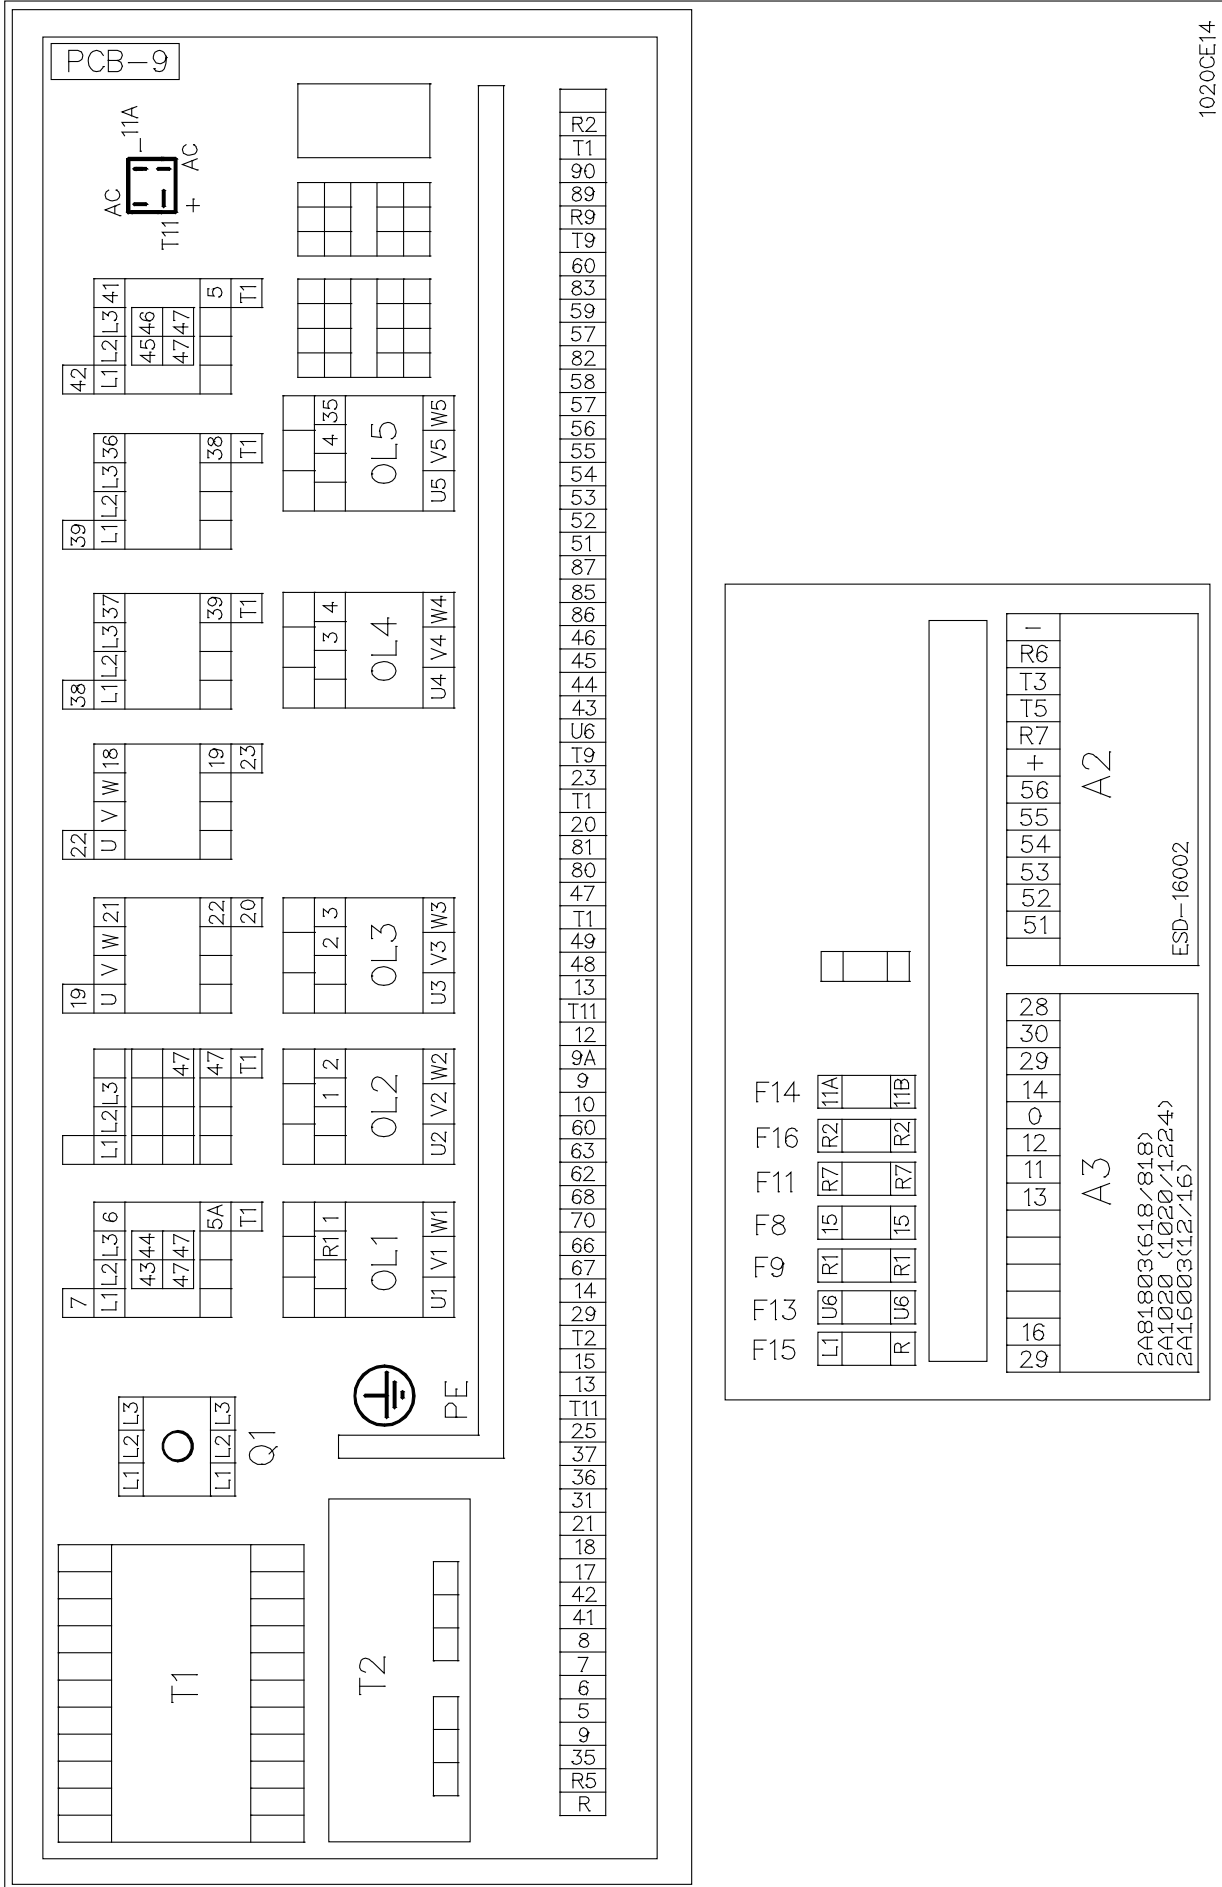 PCB-9
1020CE14
AC
-11A
T11
+
AC
42
L1 L2 L3 41
45 46
47 47
5
T1
39
L1 L2 L3 36
38
T1
38
L1 L2 L3 37
39
T1
22
U V W 18
19
23
19
U V W 21
22
20
L1 L2 L3
47
47
T1
7
L1 L2 L3 6
43 44
47 47
5A
T1
4 35
OL5
U5 V5 W5
3 4
OL4
U4 V4 W4
2 3
OL3
U3 V3 W3
1 2
OL2
U2 V2 W2
R1 1
OL1
U1 V1 W1
L1 L2 L3
L1 L2 L3
Q1
PE
T1
T2
R2
T1
90
89
R9
T9
60
83
59
57
82
58
57
56
55
54
53
52
51
87
85
86
46
45
44
43
U6
T9
23
T1
20
81
80
47
T1
49
48
13
T11
12
9A
9
10
60
63
62
68
70
66
67
14
29
T2
15
13
T11
25
37
36
31
21
18
17
42
41
8
7
6
5
9
35
R5
R
F14
11A
11B
F16
R2
R2
F11
R7
R7
F8
15
15
F9
R1
R1
F13
U6
U6
F15
L1
R
-
R6
T3
T5
R7
+
56
55
54
53
52
51
A2
ESD-16002
28
30
29
14
0
12
11
13
16
29
A3
2A81803(618/818)
2A1020 (1020/1224)
2A16003(12/16)